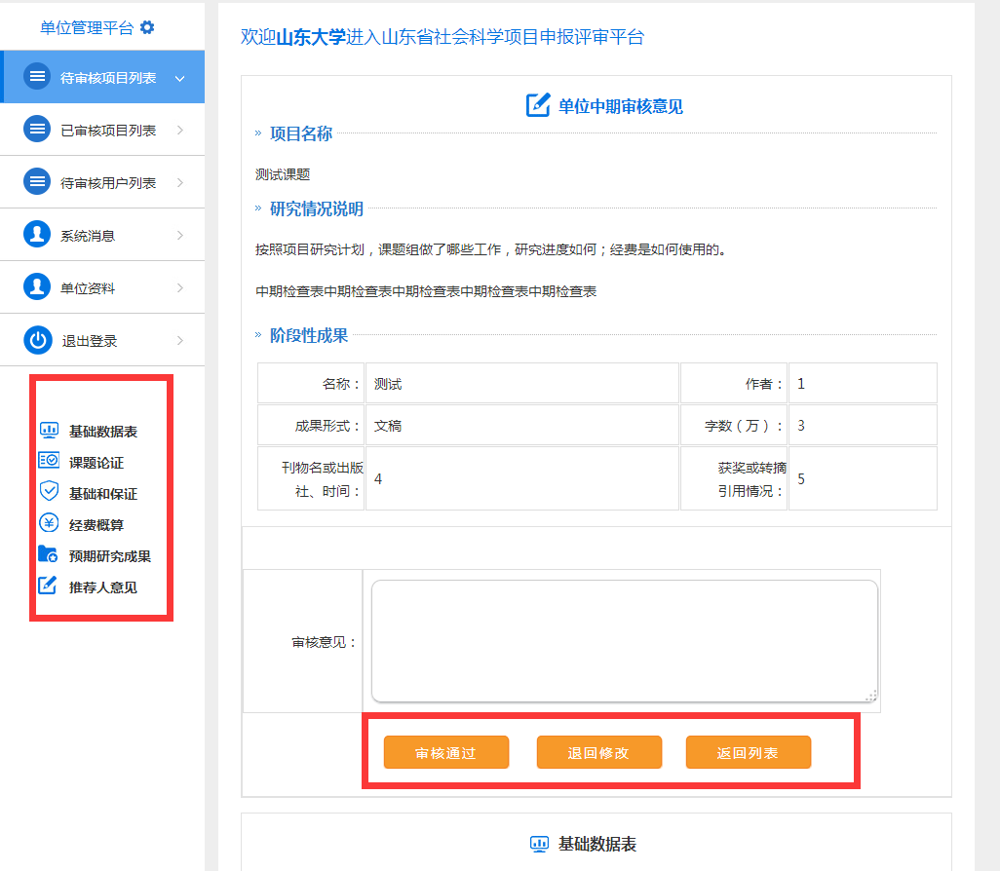 单位管理平台
待审核项目列表
已审核项目列表
待审核用户列表
系统消息
单位资料
退出登录
基础数据表
课题论证
基础和保证
经费概算
预期研究成果
推荐人意见
欢迎山东大学进入山东省社会科学项目申报评审平台
单位中期审核意见
» 项目名称
测试课题
» 研究情况说明
按照项目研究计划，课题组做了哪些工作，研究进度如何；经费是如何使用的。
中期检查表中期检查表中期检查表中期检查表中期检查表
» 阶段性成果
名称： 测试 作者： 1
成果形式： 文稿 字数（万）： 3
刊物名或出版社、时间： 4 获奖或转摘引用情况： 5
审核意见：
审核通过 退回修改 返回列表
基础数据表